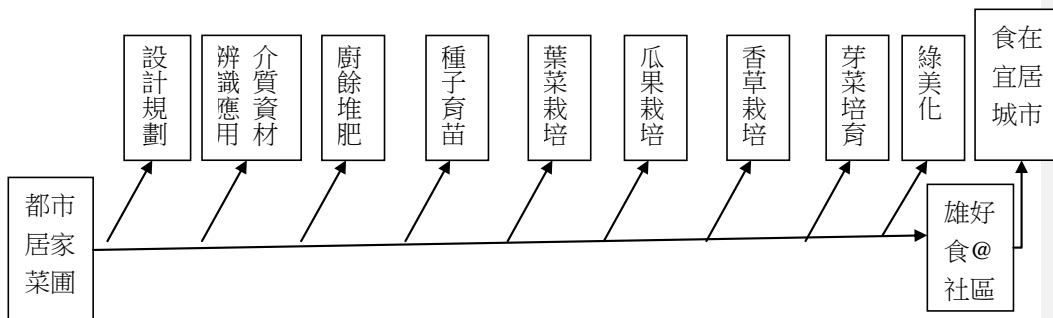 設計規劃
介質資材
辨識應用
廚餘堆肥
種子育苗
葉菜栽培
瓜果栽培
香草栽培
芽菜培育
綠美化
食在
宜居
城市
都市
居家
菜圃
雄好
食@
社區